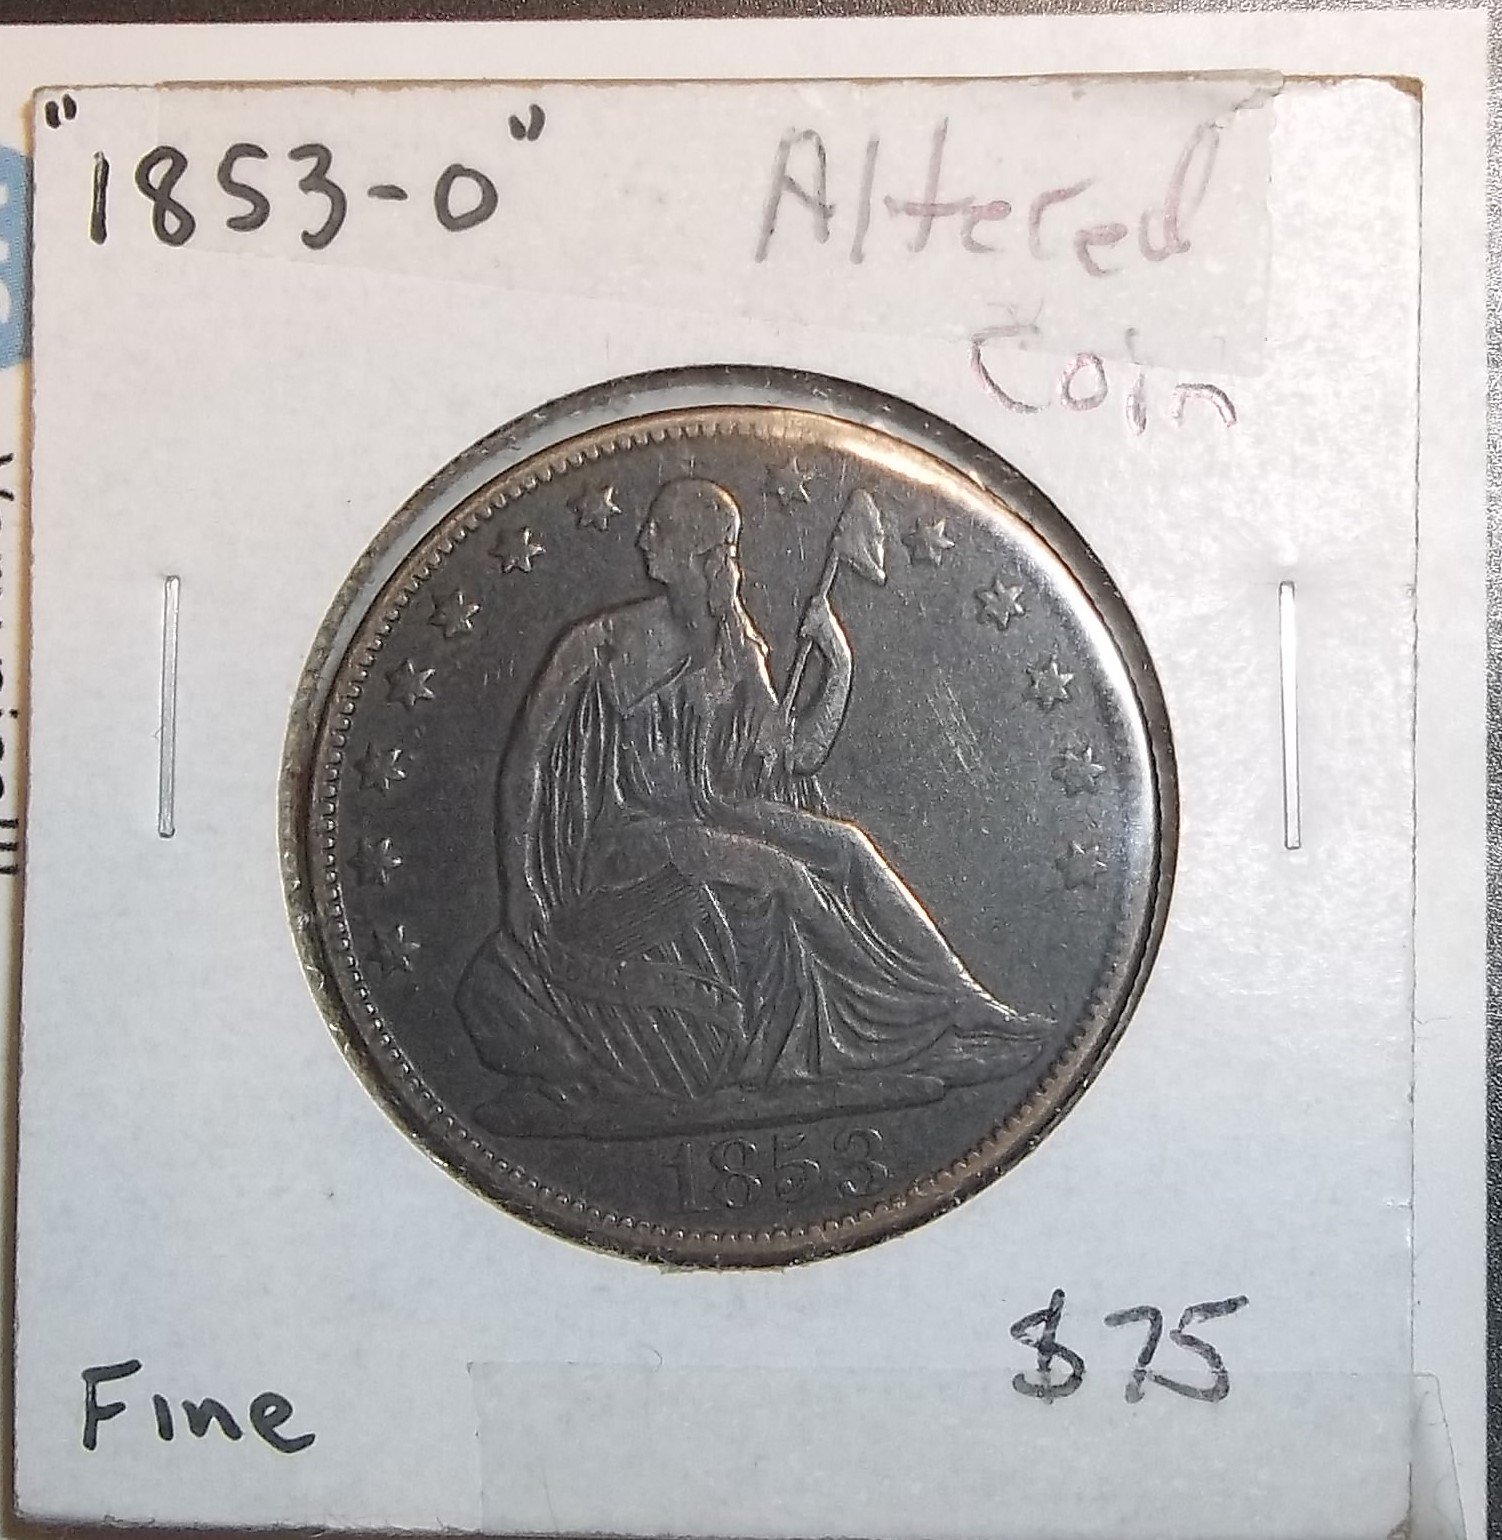 "1853-O"
Altered
Coin
1853
$75
Fine